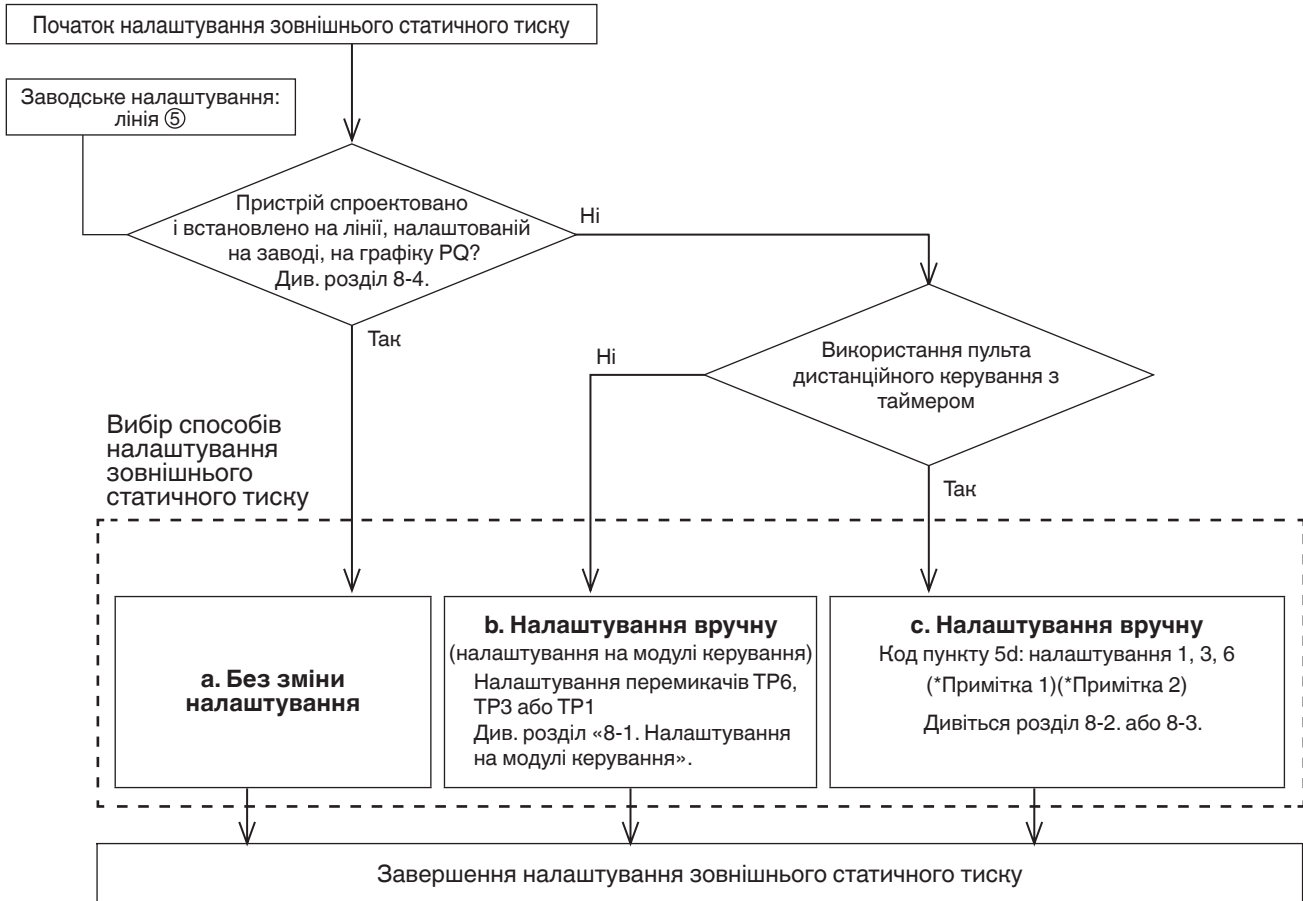 Початок налаштування зовнішнього статичного тиску
Заводське налаштування:
лінія ⑤
Пристрій спроектовано
і встановлено на лінії, налаштованій
на заводі, на графіку PQ?
Див. розділ 8-4.
Ні
Так
Використання пульта
дистанційного керування з
таймером
Ні
Так
Вибір способів
налаштування
зовнішнього
статичного тиску
a. Без зміни
налаштування
b. Налаштування вручну
(налаштування на модулі керування)
Налаштування перемикачів TP6,
TP3 або TP1
Див. розділ «8-1. Налаштування
на модулі керування».
c. Налаштування вручну
Код пункту 5d: налаштування 1, 3, 6
(*Примітка 1)(*Примітка 2)
Дивіться розділ 8-2. або 8-3.
Завершення налаштування зовнішнього статичного тиску